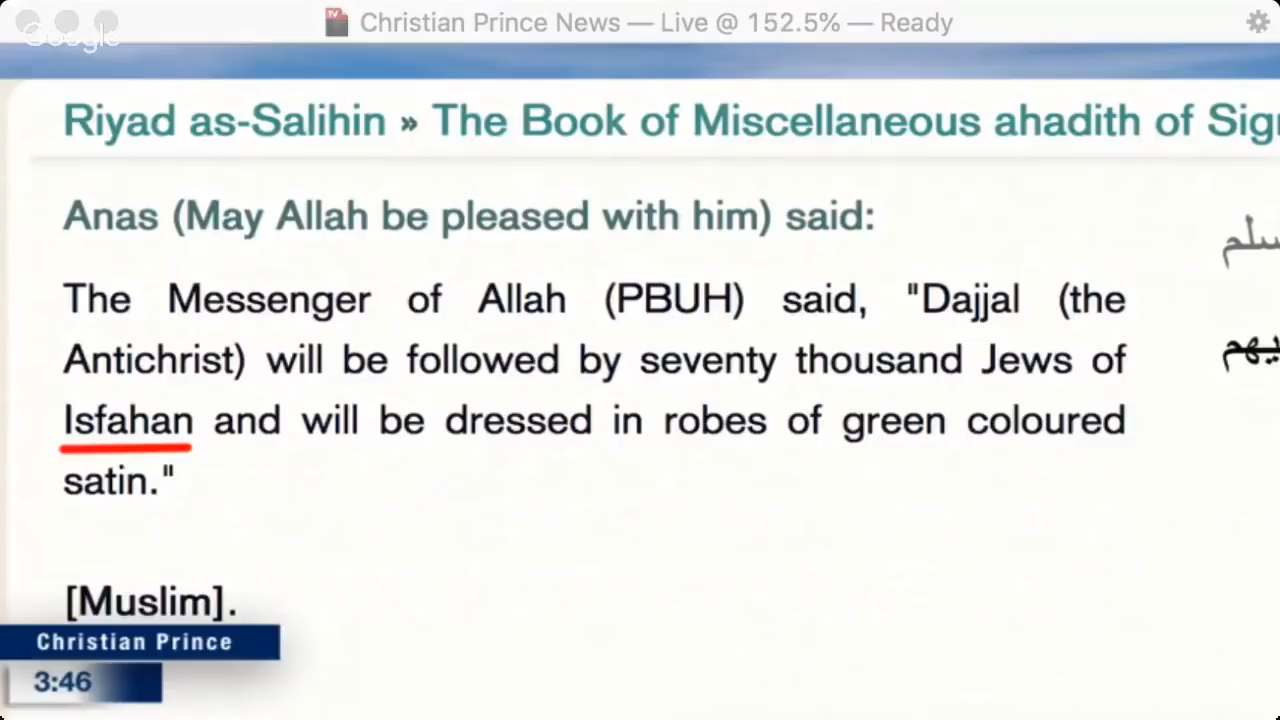 Christian Prince News — Live @ 152.5% — Ready
Google
Riyad as-Salihin » The Book of Miscellaneous ahadith of
Anas (May Allah be pleased with him) said:
The Messenger of Allah (PBUH) said, "Dajjal (the
Antichrist) will be followed by seventy thousand Jews of
Isfahan and will be dressed in robes of green coloured
satin."
[Muslim].
Christian Prince
3:46